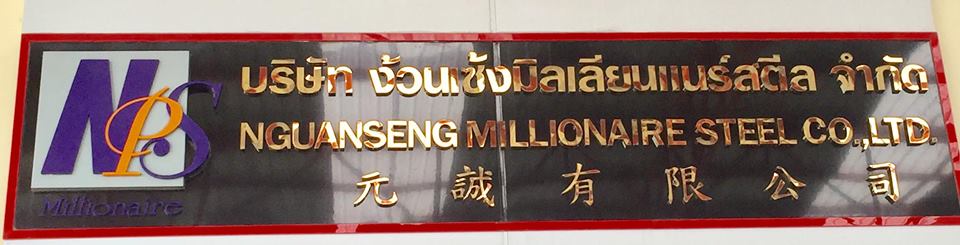 NPS
Millionaire
บริษัท ง้วนเซ้งมิลเลียนแนร์สตีล จำกัด
NGUANSENG MILLIONAIRE STEEL CO.,LTD.
元誠有限公司